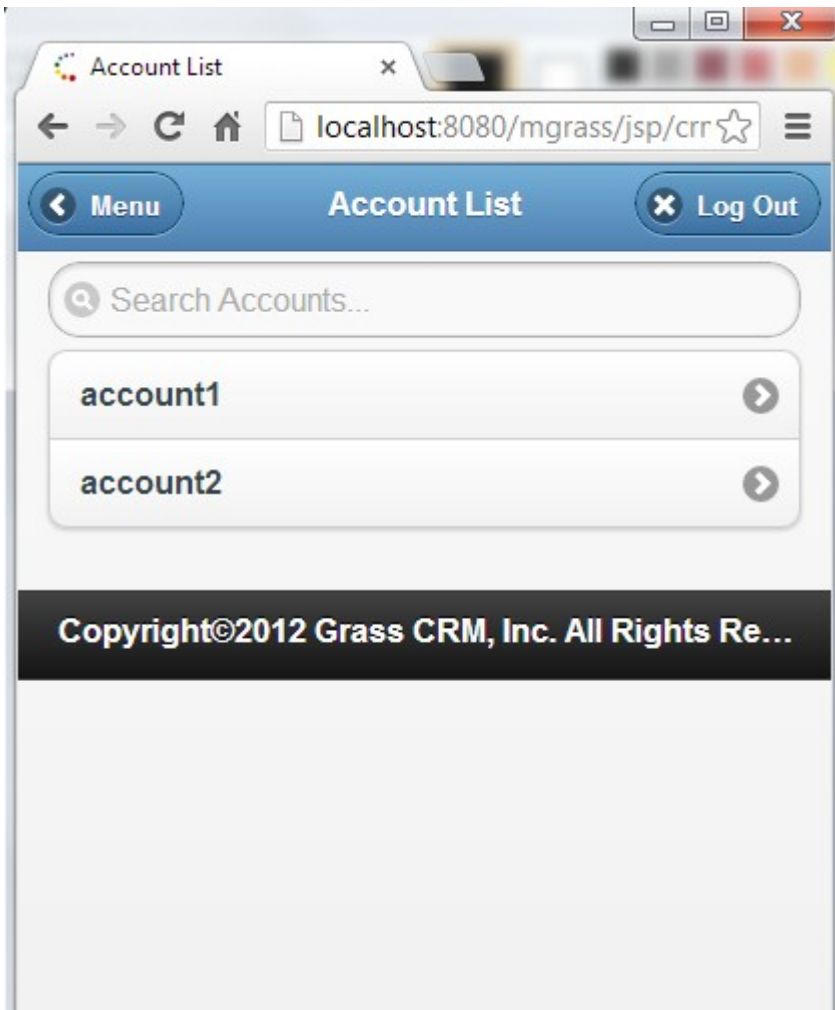 Account List
localhost:8080/mgrass/jsp/crr
Menu
Account List
Log Out
Search Accounts...
account1
account2
Copyright©2012 Grass CRM, Inc. All Rights Re...